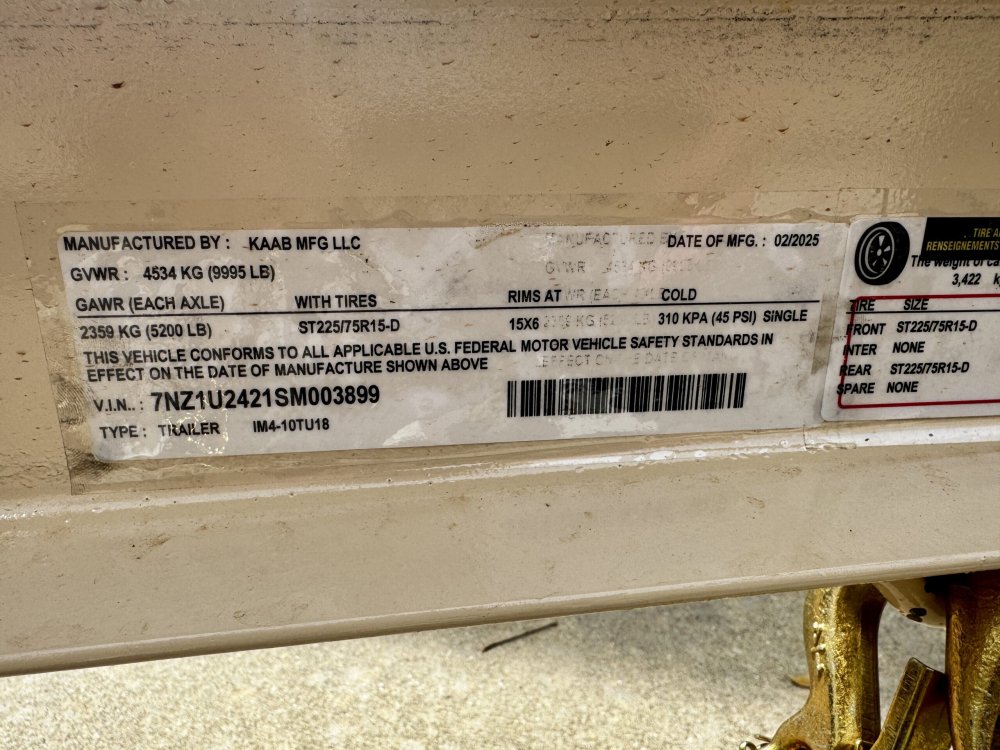 MANUFACTURED BY : KAAB MFG LLC DATE OF MFG. : 02/2025
GVWR : 4534 KG (9995 LB)
GAWR (EACH AXLE) WITH TIRES RIMS AT COLD
2359 KG (5200 LB) ST225/75R15-D 15X6 310 KPA (45 PSI) SINGLE
THIS VEHICLE CONFORMS TO ALL APPLICABLE U.S. FEDERAL MOTOR VEHICLE SAFETY STANDARDS IN
EFFECT ON THE DATE OF MANUFACTURE SHOWN ABOVE
V.I.N.. : 7NZ1U2421SM003899
TYPE : TRAILER IM4-10TU18
TIRE
RENSEIGNEMENTS
The weight of
3,422
TIRE SIZE
FRONT ST225/75R15-D
INTER NONE
REAR ST225/75R15-D
SPARE NONE